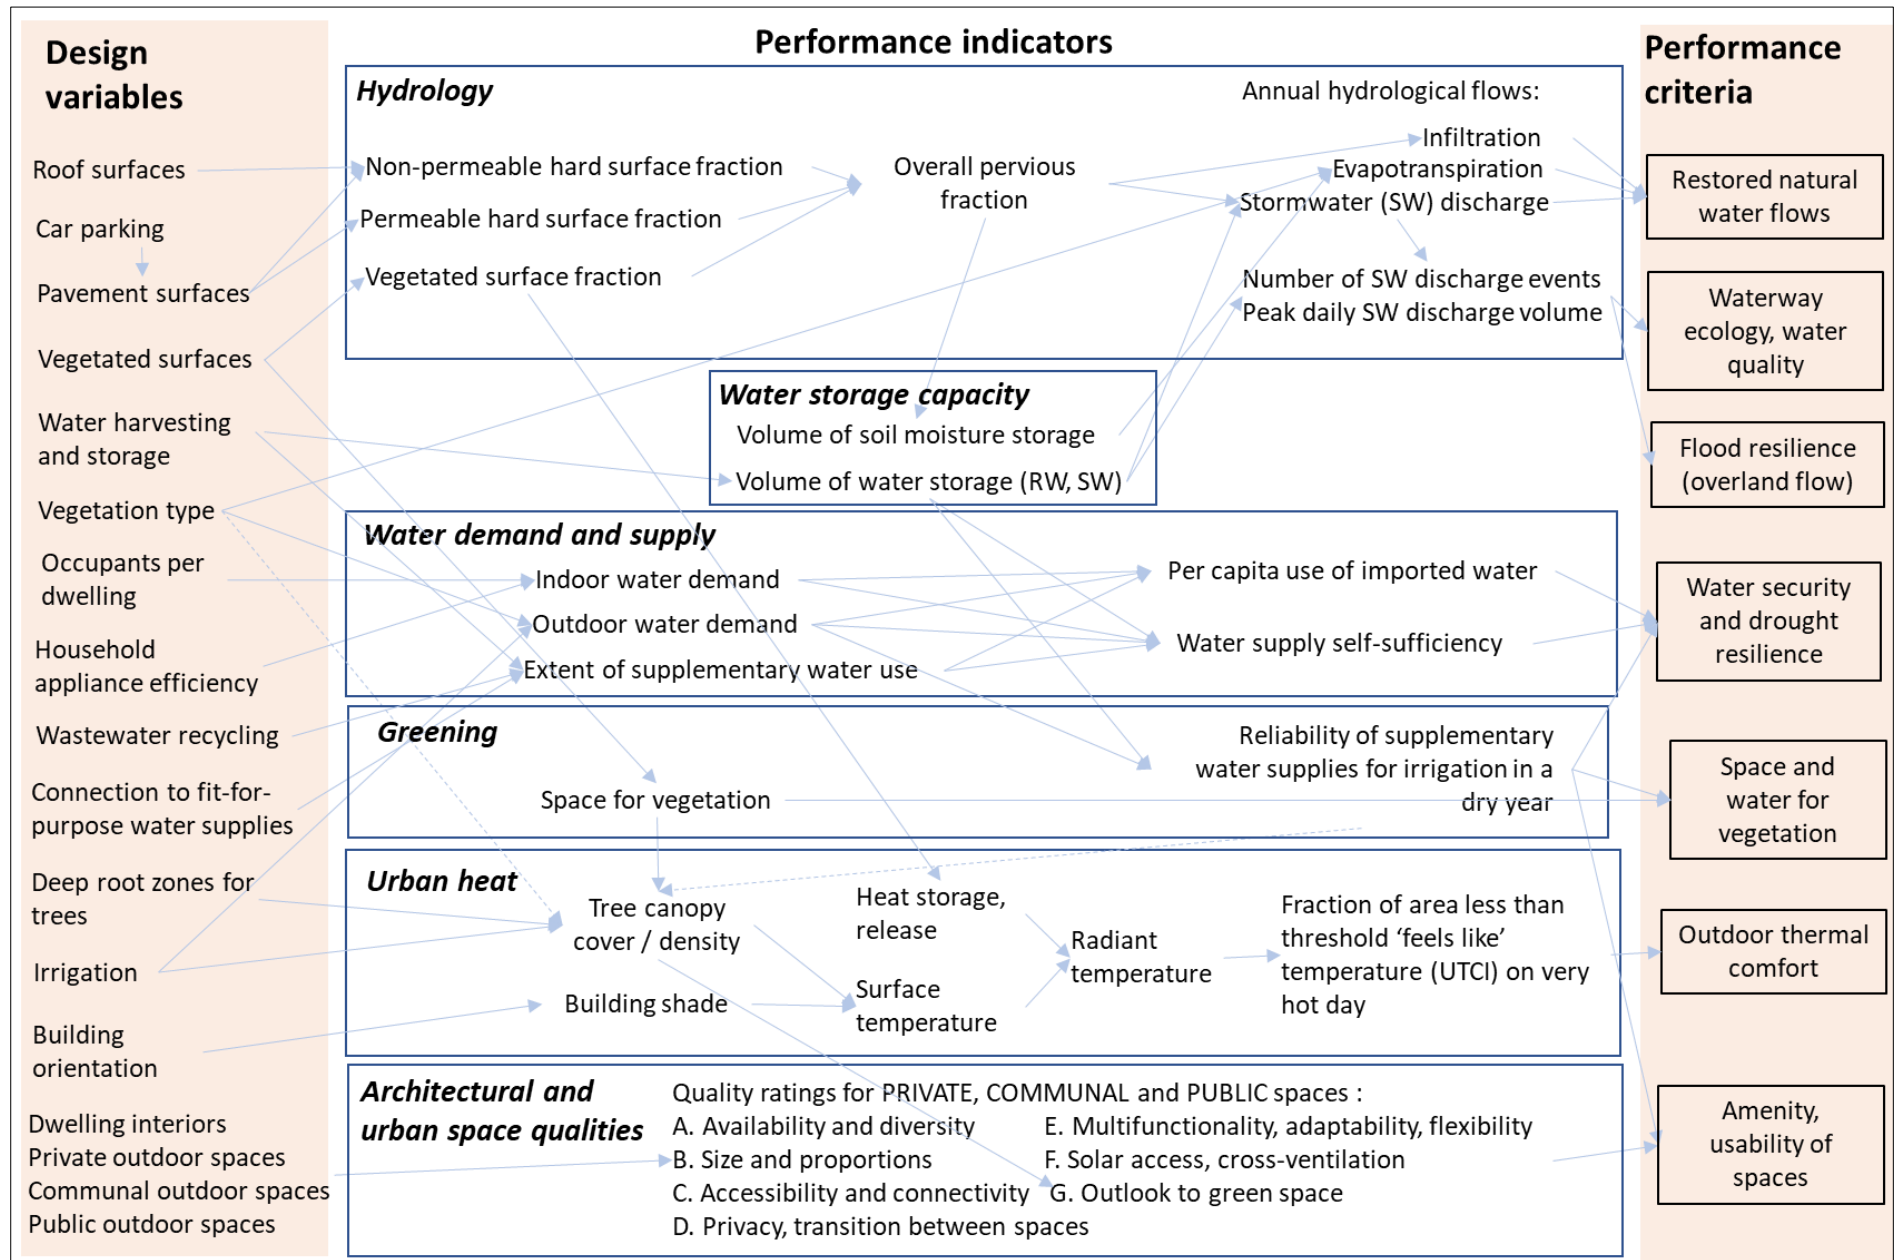 Design
variables
Performance indicators
Performance
criteria
Roof surfaces
Car parking
Pavement surfaces
Vegetated surfaces
Water harvesting
and storage
Vegetation type
Occupants per
dwelling
Household
appliance efficiency
Wastewater recycling
Connection to fit-for-
purpose water supplies
Deep root zones for
trees
Irrigation
Building
orientation
Dwelling interiors
Private outdoor spaces
Communal outdoor spaces
Public outdoor spaces
Hydrology
Non-permeable hard surface fraction
Permeable hard surface fraction
Vegetated surface fraction
Overall pervious
fraction
Annual hydrological flows:
Infiltration
Evapotranspiration
Stormwater (SW) discharge
Number of SW discharge events
Peak daily SW discharge volume
Water storage capacity
Volume of soil moisture storage
Volume of water storage (RW, SW)
Water demand and supply
Indoor water demand
Outdoor water demand
Extent of supplementary water use
Per capita use of imported water
Water supply self-sufficiency
Greening
Space for vegetation
Reliability of supplementary
water supplies for irrigation in a
dry year
Urban heat
Tree canopy
cover / density
Building shade
Heat storage,
release
Surface
temperature
Radiant
temperature
Fraction of area less than
threshold ‘feels like’
temperature (UTCI) on very
hot day
Architectural and
urban space qualities
Quality ratings for PRIVATE, COMMUNAL and PUBLIC spaces :
A. Availability and diversity
B. Size and proportions
C. Accessibility and connectivity
D. Privacy, transition between spaces
E. Multifunctionality, adaptability, flexibility
F. Solar access, cross-ventilation
G. Outlook to green space
Restored natural
water flows
Waterway
ecology, water
quality
Flood resilience
(overland flow)
Water security
and drought
resilience
Space and
water for
vegetation
Outdoor thermal
comfort
Amenity,
usability of
spaces